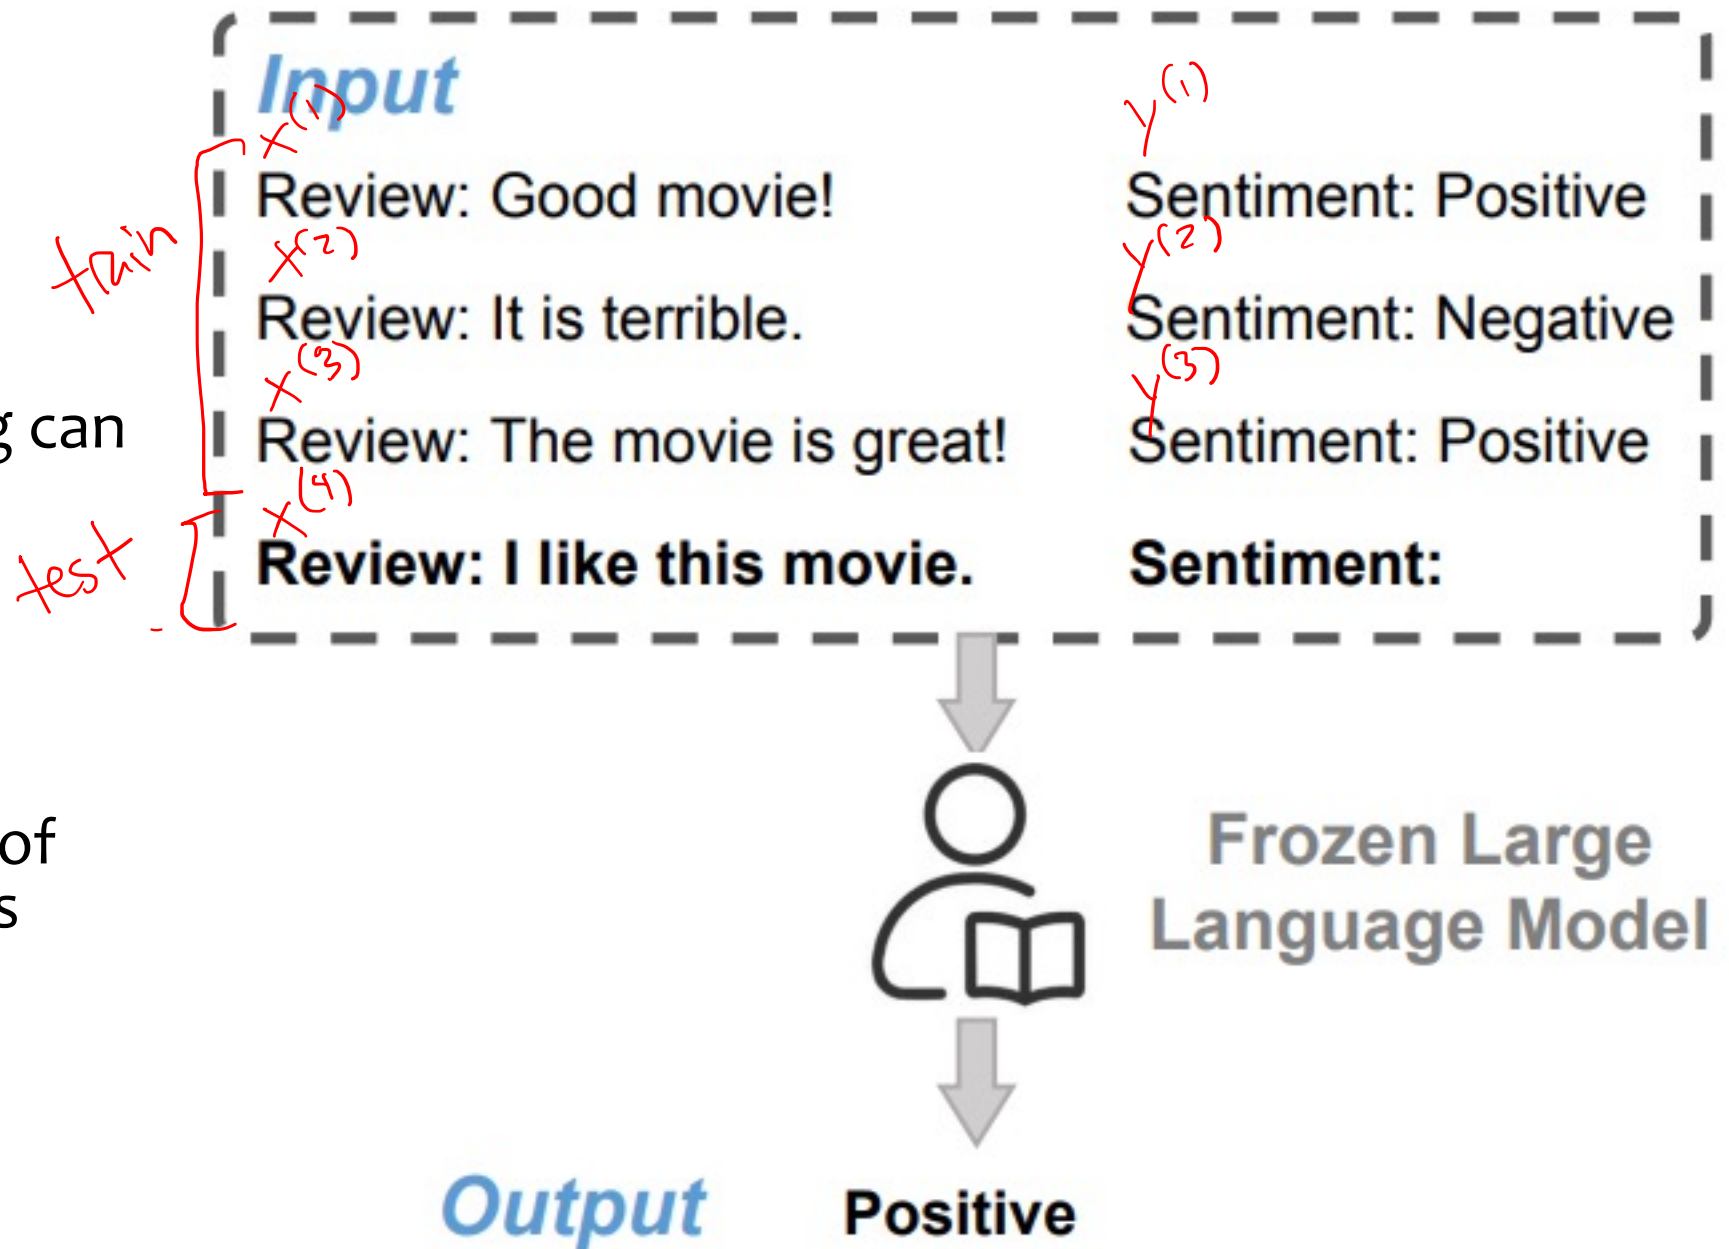 Input
x(1) y(1)
Review: Good movie! Sentiment: Positive
train
x(2) y(2)
Review: It is terrible. Sentiment: Negative
x(3) y(3)
g can
Review: The movie is great! Sentiment: Positive
x(4)
test
Review: I like this movie. Sentiment:
of
s
Frozen Large
Language Model
Output Positive